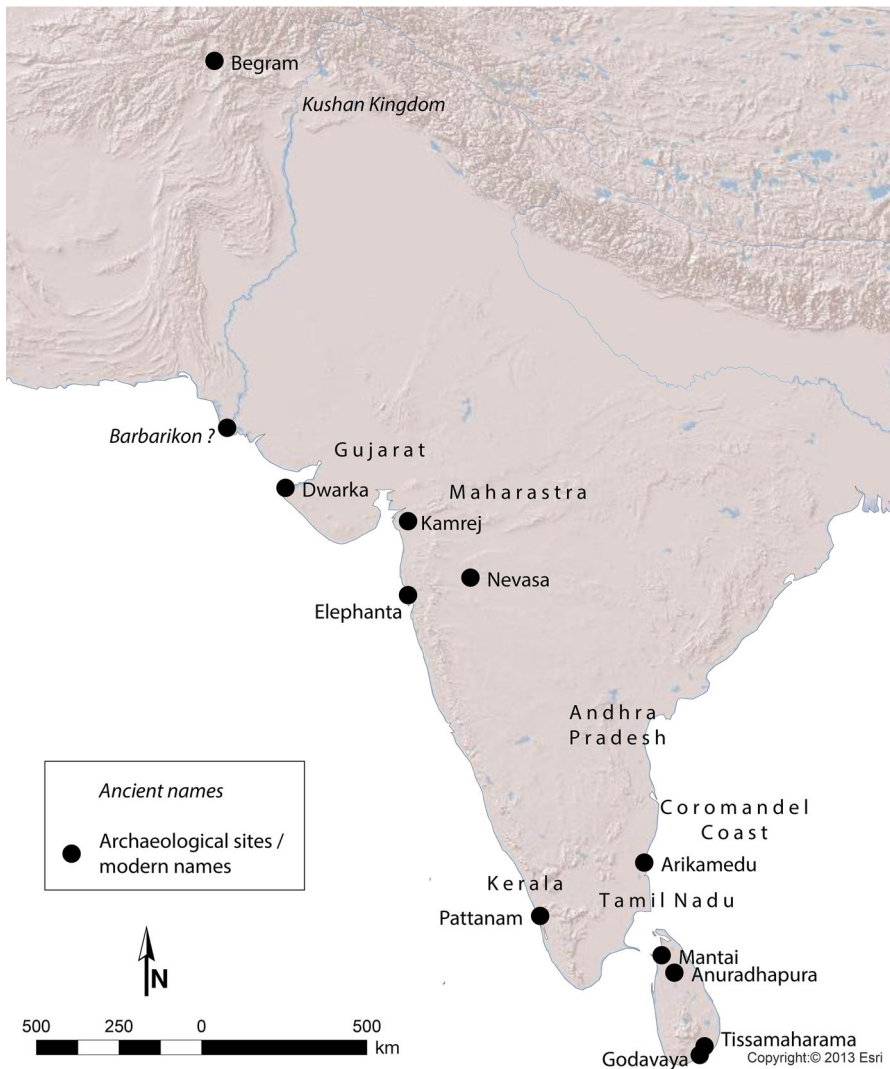 Begram
Kushan Kingdom
Barbarikon ?
Gujarat
Dwarka
Maharastra
Kamrej
Nevasa
Elephanta
Andhra
Pradesh
Ancient names
Archaeological sites /
modern names
Coromandel
Coast
Arikamedu
Kerala
Tamil Nadu
Pattanam
Mantai
Anuradhapura
N
500 250 0 500
km
Tissamaharama
Godavaya
Copyright:© 2013 Esri